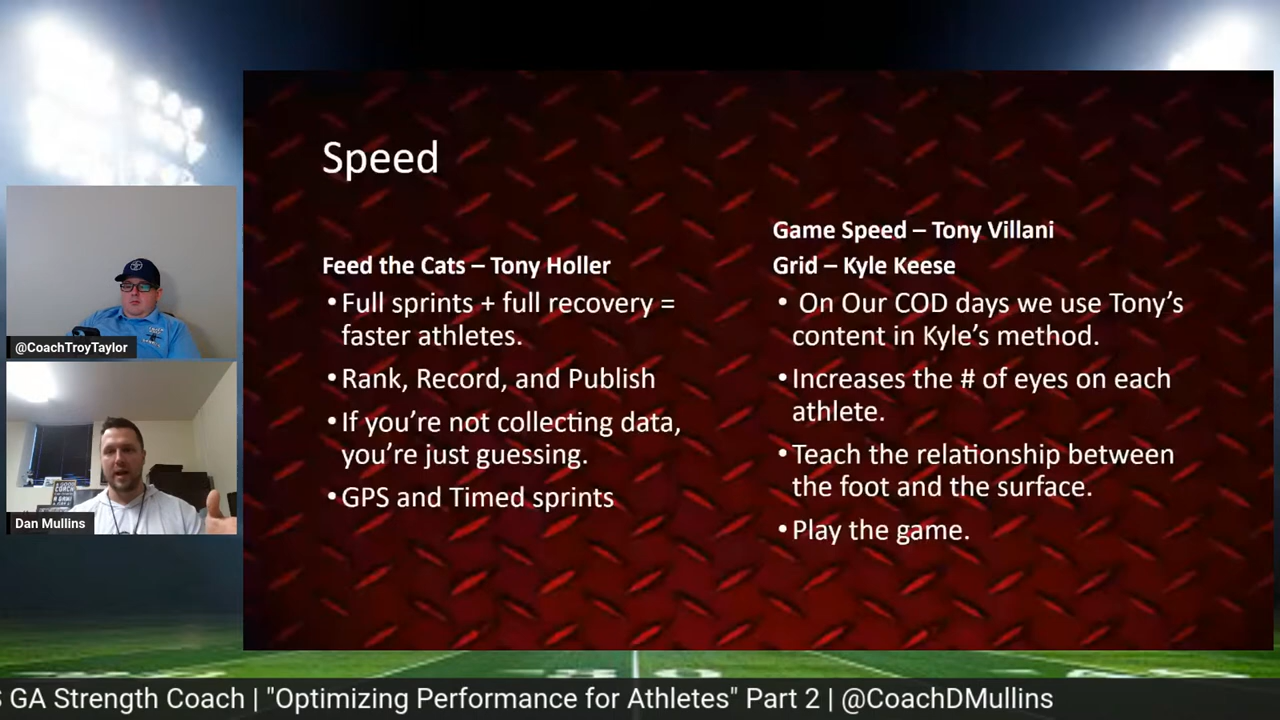 Speed
Feed the Cats – Tony Holler
•Full sprints + full recovery =
faster athletes.
•Rank, Record, and Publish
•If you’re not collecting data,
you’re just guessing.
•GPS and Timed sprints
Game Speed – Tony Villani
Grid – Kyle Keese
• On Our COD days we use Tony’s
content in Kyle’s method.
•Increases the # of eyes on each
athlete.
•Teach the relationship between
the foot and the surface.
•Play the game.
@CoachTroyTaylor
Dan Mullins
S GA Strength Coach | "Optimizing Performance for Athletes" Part 2 | @CoachDMullins